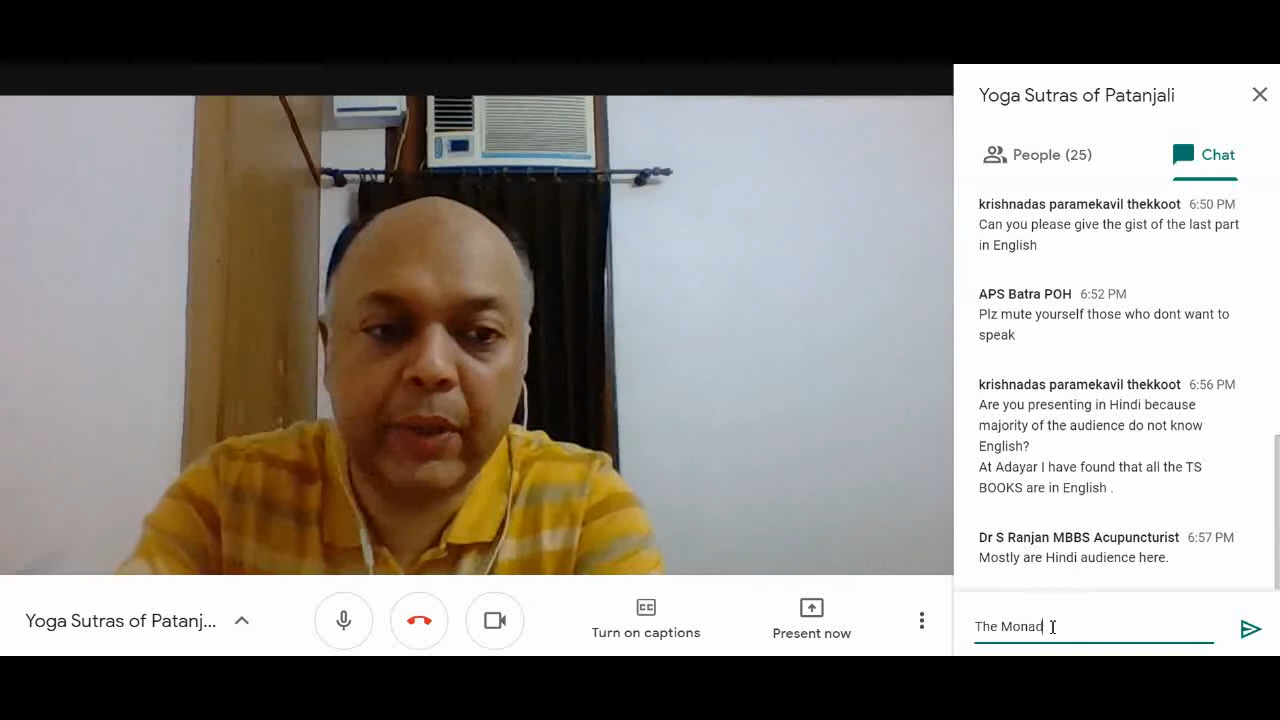 Yoga Sutras of Patanjali
People (25)
Chat
krishnadas paramekavil thekkoot 6:50 PM
Can you please give the gist of the last part
in English
APS Batra POH 6:52 PM
Plz mute yourself those who dont want to
speak
krishnadas paramekavil thekkoot 6:56 PM
Are you presenting in Hindi because
majority of the audience do not know
English?
At Adayar I have found that all the TS
BOOKS are in English .
Dr S Ranjan MBBS Acupuncturist 6:57 PM
Mostly are Hindi audience here.
The Monad
Yoga Sutras of Patanj...
CC
Turn on captions
Present now